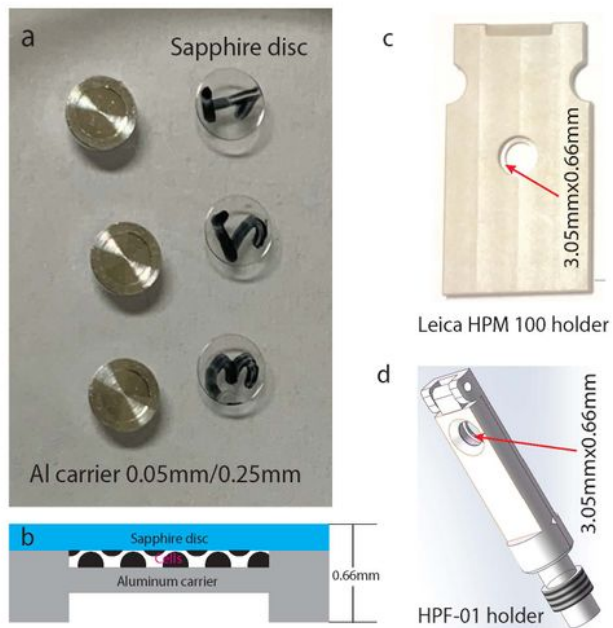 a
Sapphire disc
Al carrier 0.05mm/0.25mm
b
Sapphire disc
Cells
Aluminum carrier
0.66mm
c
3.05mmx0.66mm
Leica HPM 100 holder
d
3.05mmx0.66mm
HPF-01 holder